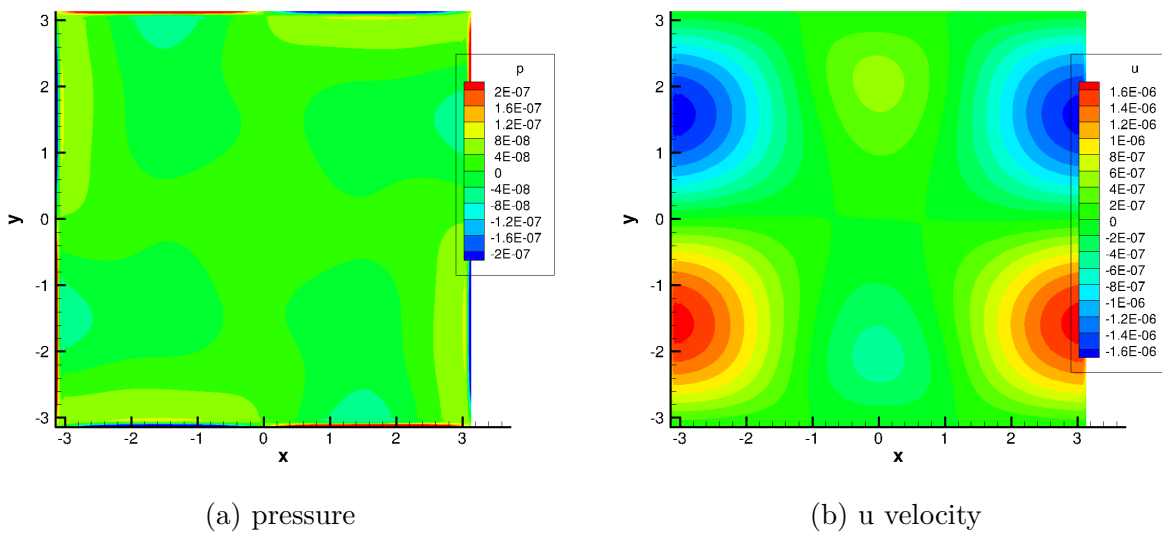 p
2E-07
1.6E-07
1.2E-07
8E-08
4E-08
0
-4E-08
-8E-08
-1.2E-07
-1.6E-07
-2E-07
y
3
2
1
0
-1
-2
-3
-3 -2 -1 0 1 2 3
x
(a) pressure
u
1.6E-06
1.4E-06
1.2E-06
1E-06
8E-07
6E-07
4E-07
2E-07
0
-2E-07
-4E-07
-6E-07
-8E-07
-1E-06
-1.2E-06
-1.4E-06
-1.6E-06
y
3
2
1
0
-1
-2
-3
-3 -2 -1 0 1 2 3
x
(b) u velocity